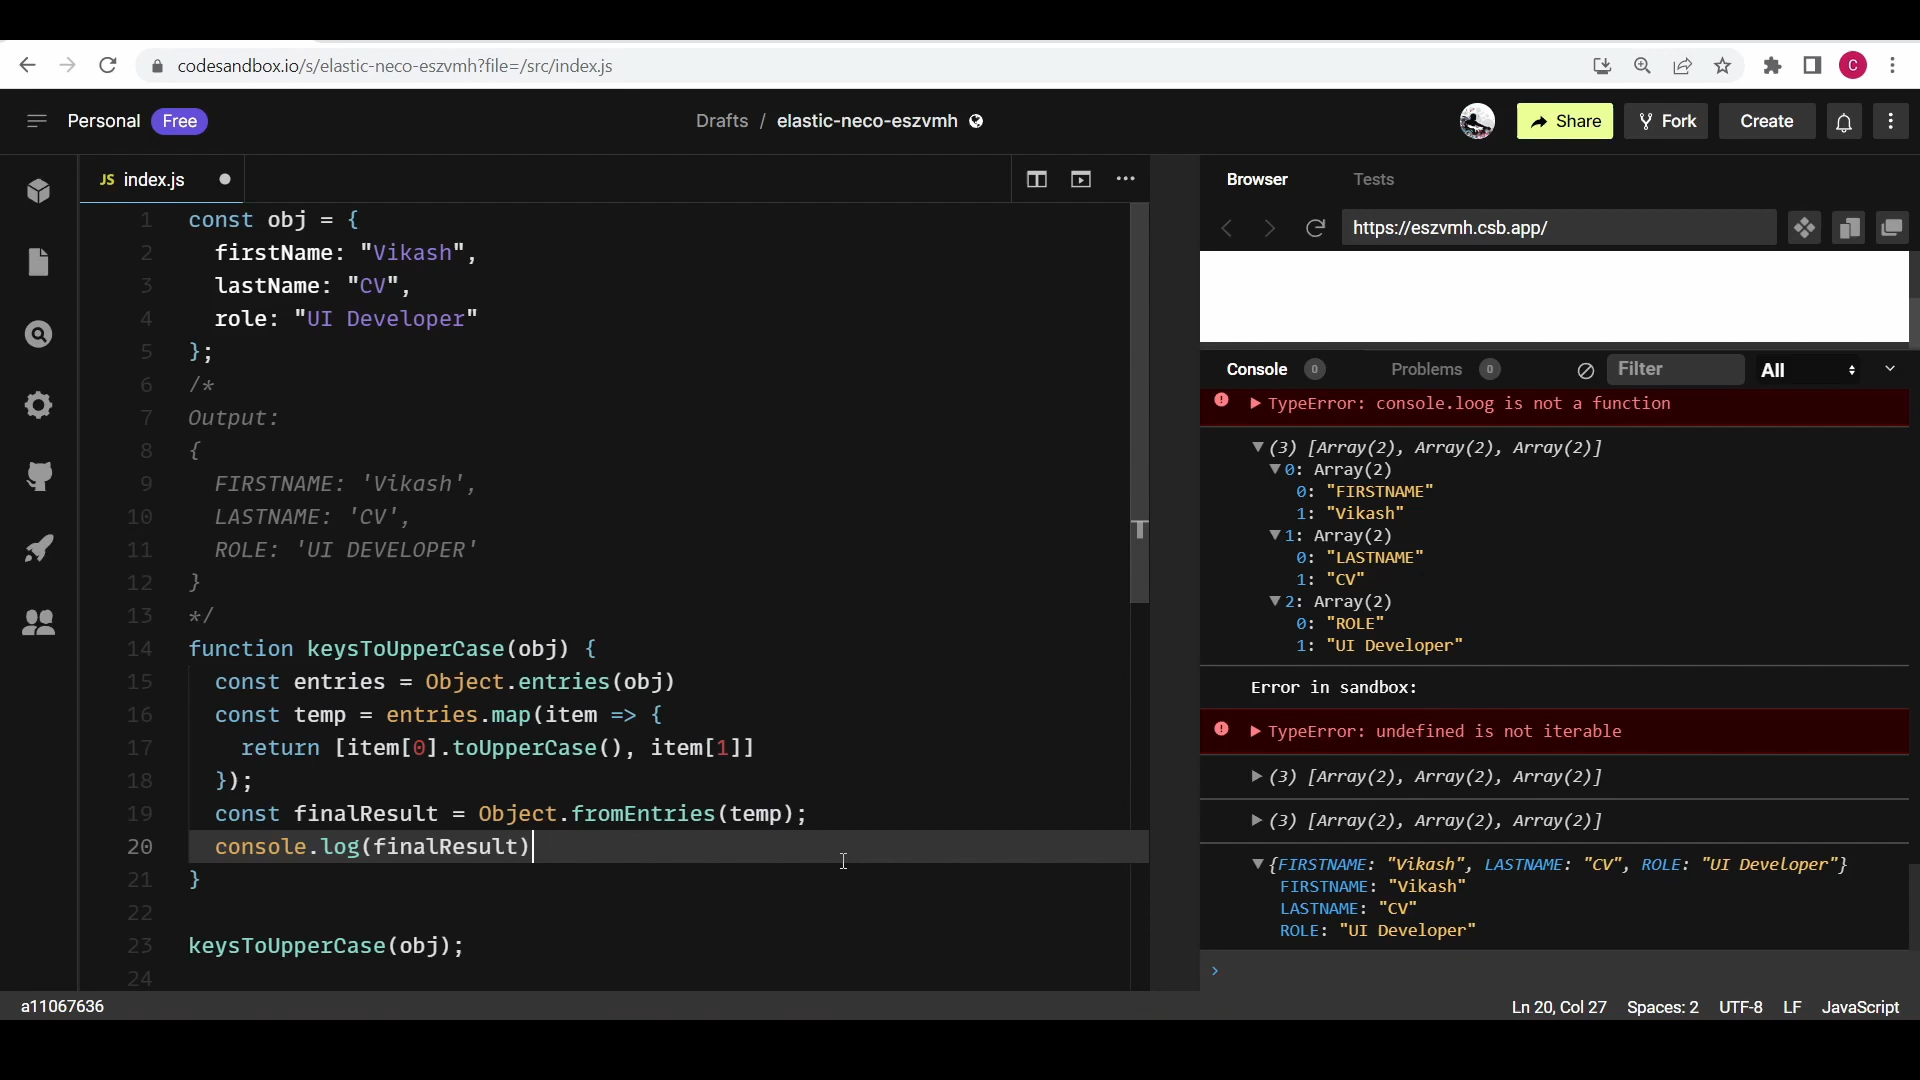 codesandbox.io/s/elastic-neco-eszvmh?file=/src/index.js
C
Personal Free
Drafts / elastic-neco-eszvmh
Share
Fork
Create
JS index.js
1 const obj = {
2   firstName: "Vikash",
3   lastName: "CV",
4   role: "UI Developer"
5 };
6 /*
7 Output:
8 {
9   FIRSTNAME: 'Vikash',
10   LASTNAME: 'CV',
11   ROLE: 'UI DEVELOPER'
12 }
13 */
14 function keysToUpperCase(obj) {
15   const entries = Object.entries(obj)
16   const temp = entries.map(item => {
17     return [item[0].toUpperCase(), item[1]]
18   });
19   const finalResult = Object.fromEntries(temp);
20   console.log(finalResult)
21 }
22
23 keysToUpperCase(obj);
24
T
Browser Tests
https://eszvmh.csb.app/
Console 0 Problems 0 Filter All
TypeError: console.loog is not a function
(3) [Array(2), Array(2), Array(2)]
0: Array(2)
0: "FIRSTNAME"
1: "Vikash"
1: Array(2)
0: "LASTNAME"
1: "CV"
2: Array(2)
0: "ROLE"
1: "UI Developer"
Error in sandbox:
TypeError: undefined is not iterable
(3) [Array(2), Array(2), Array(2)]
(3) [Array(2), Array(2), Array(2)]
{FIRSTNAME: "Vikash", LASTNAME: "CV", ROLE: "UI Developer"}
FIRSTNAME: "Vikash"
LASTNAME: "CV"
ROLE: "UI Developer"
›
a11067636
Ln 20, Col 27 Spaces: 2 UTF-8 LF JavaScript